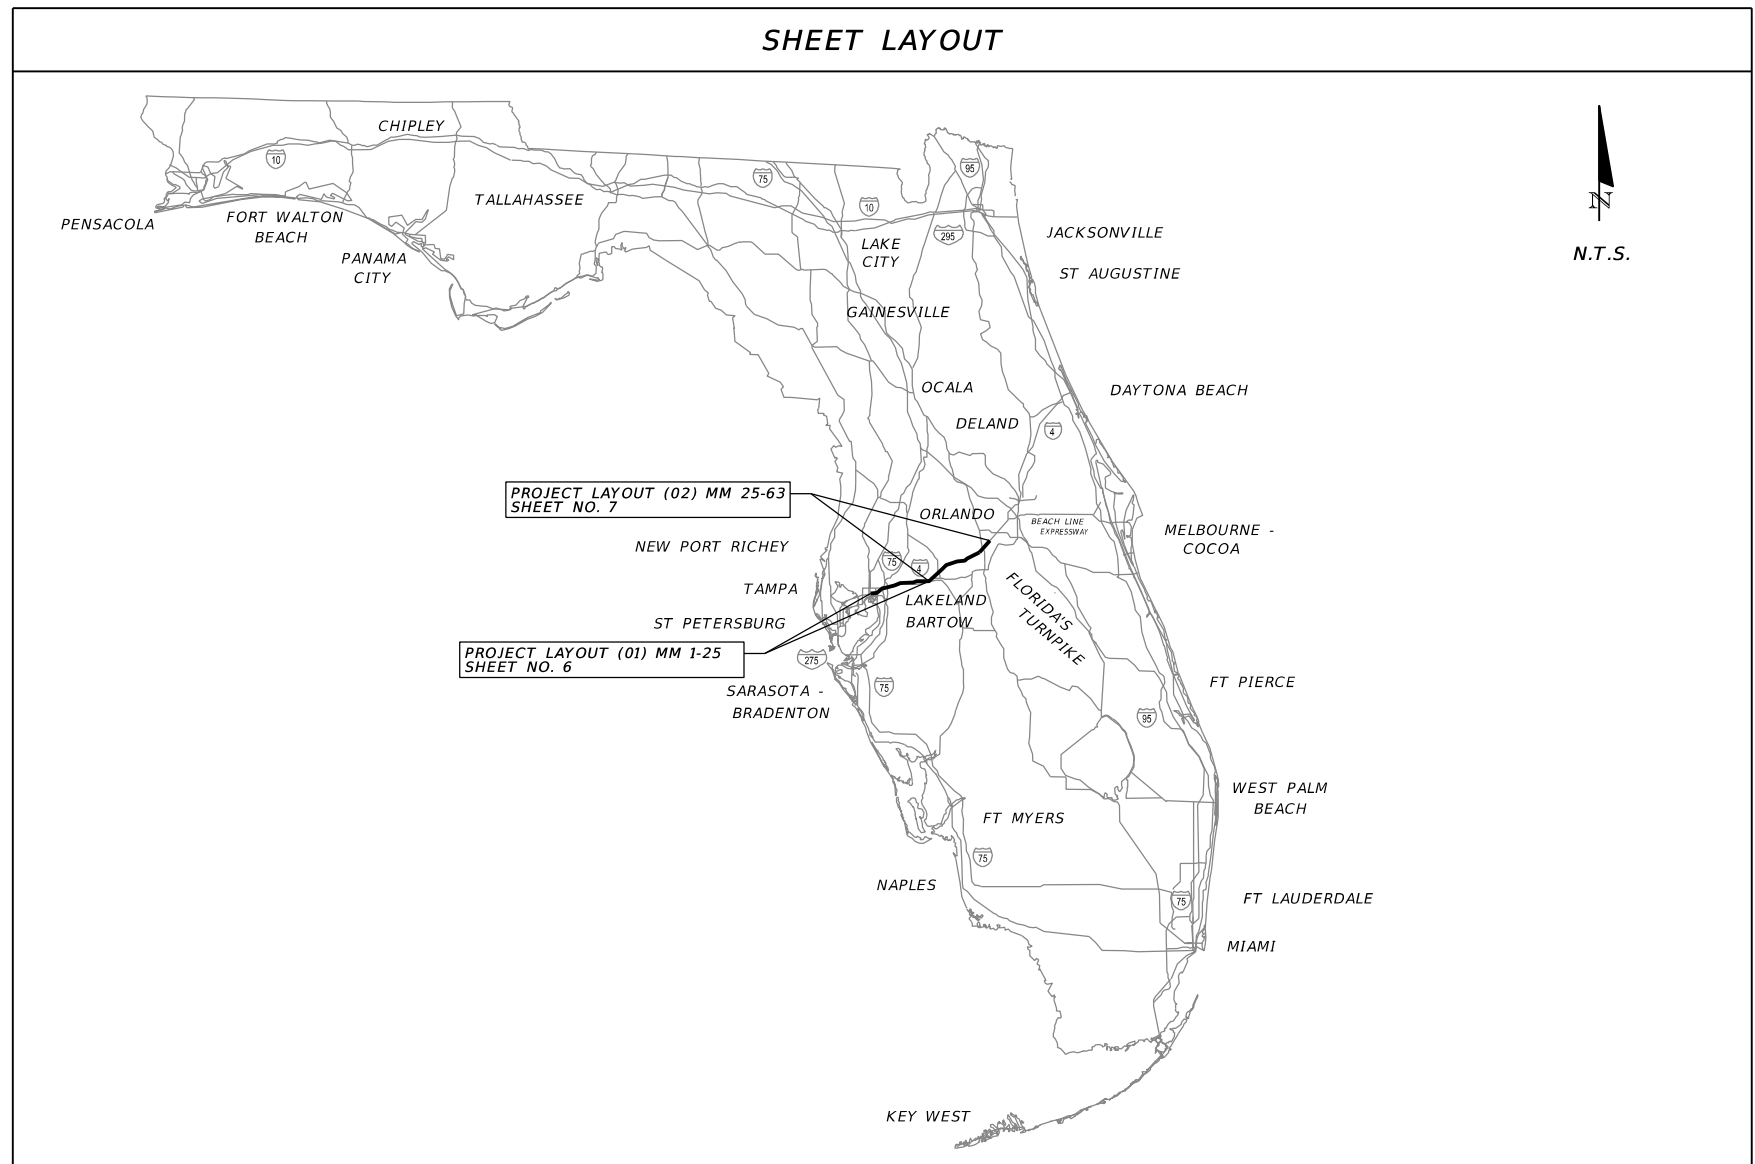 SHEET LAYOUT
CHIPLEY
10
95
75
TALLAHASSEE
10
PENSACOLA
FORT WALTON
BEACH
295
JACKSONVILLE
N
LAKE
CITY
N.T.S.
PANAMA
CITY
ST AUGUSTINE
GAINESVILLE
OCALA
DAYTONA BEACH
DELAND
4
PROJECT LAYOUT (02) MM 25-63
SHEET NO. 7
ORLANDO
BEACH LINE
EXPRESSWAY
MELBOURNE -
COCOA
NEW PORT RICHEY
75
4
TAMPA
LAKELAND
BARTOW
FLORIDA'S
TURNPIKE
ST PETERSBURG
PROJECT LAYOUT (01) MM 1-25
SHEET NO. 6
275
75
FT PIERCE
SARASOTA -
BRADENTON
95
WEST PALM
BEACH
FT MYERS
75
NAPLES
75
FT LAUDERDALE
MIAMI
KEY WEST